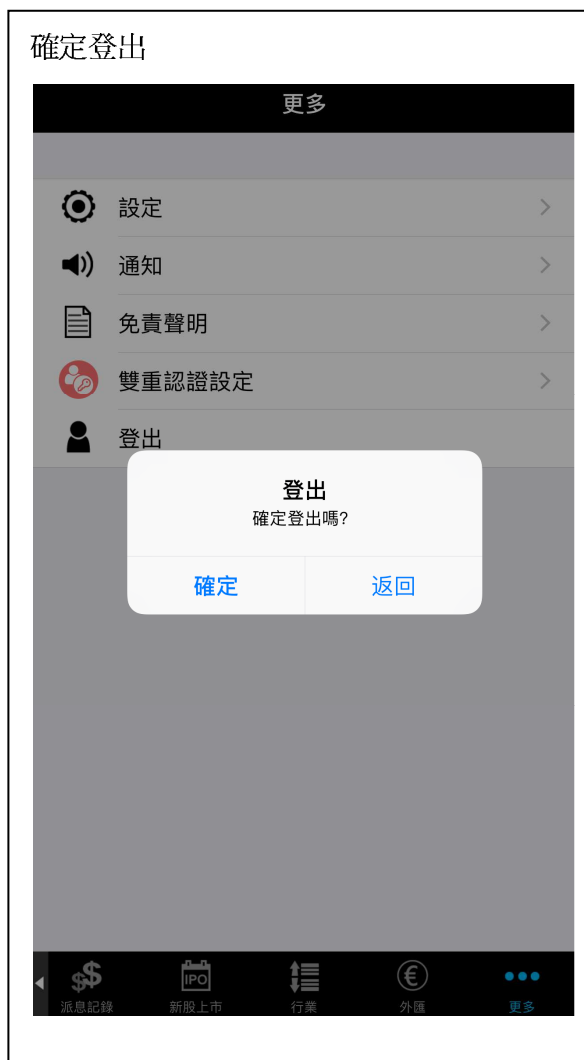 確定登出
更多
設定
通知
免責聲明
雙重認證設定
登出
登出
確定登出嗎?
確定 返回
$$ IPO €
派息記錄 新股上市 行業 外匯 更多